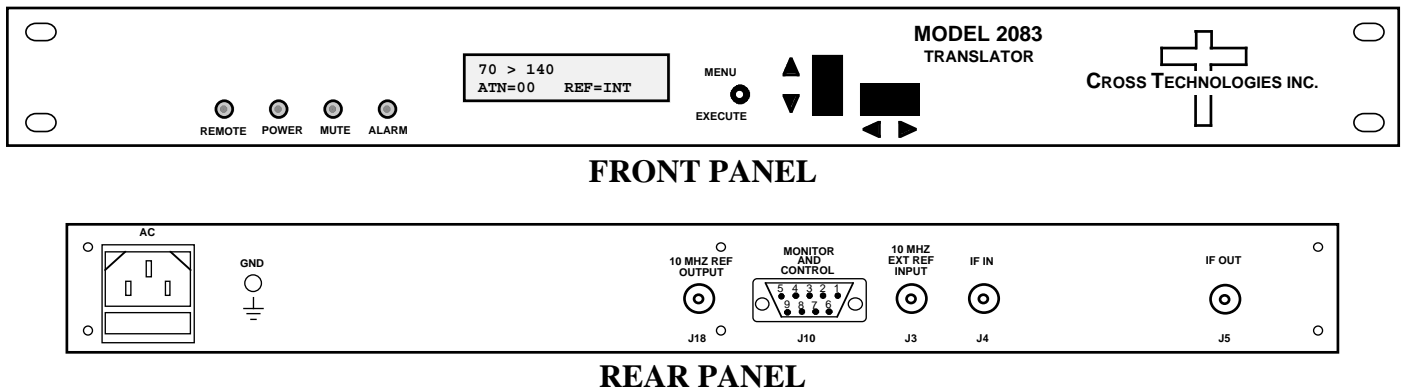 MODEL 2083
TRANSLATOR
CROSS TECHNOLOGIES INC.
70 > 140
ATN=00 REF=INT
MENU
EXECUTE
REMOTE POWER MUTE ALARM
FRONT PANEL
AC
GND
10 MHZ REF
OUTPUT
J18
MONITOR
AND
CONTROL
5 4 3 2 1
9 8 7 6
J10
10 MHZ
EXT REF
INPUT
J3
IF IN
J4
IF OUT
J5
REAR PANEL